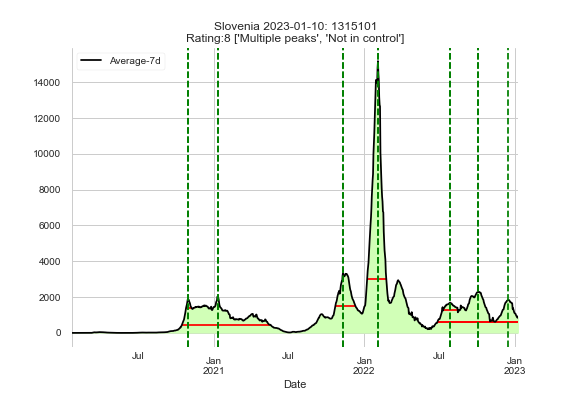 Slovenia 2023-01-10: 1315101
Rating:8 ['Multiple peaks', 'Not in control']
Average-7d
14000
12000
10000
8000
6000
4000
2000
0
Jul
Jan
2021
Jul
Jan
2022
Jul
Jan
2023
Date